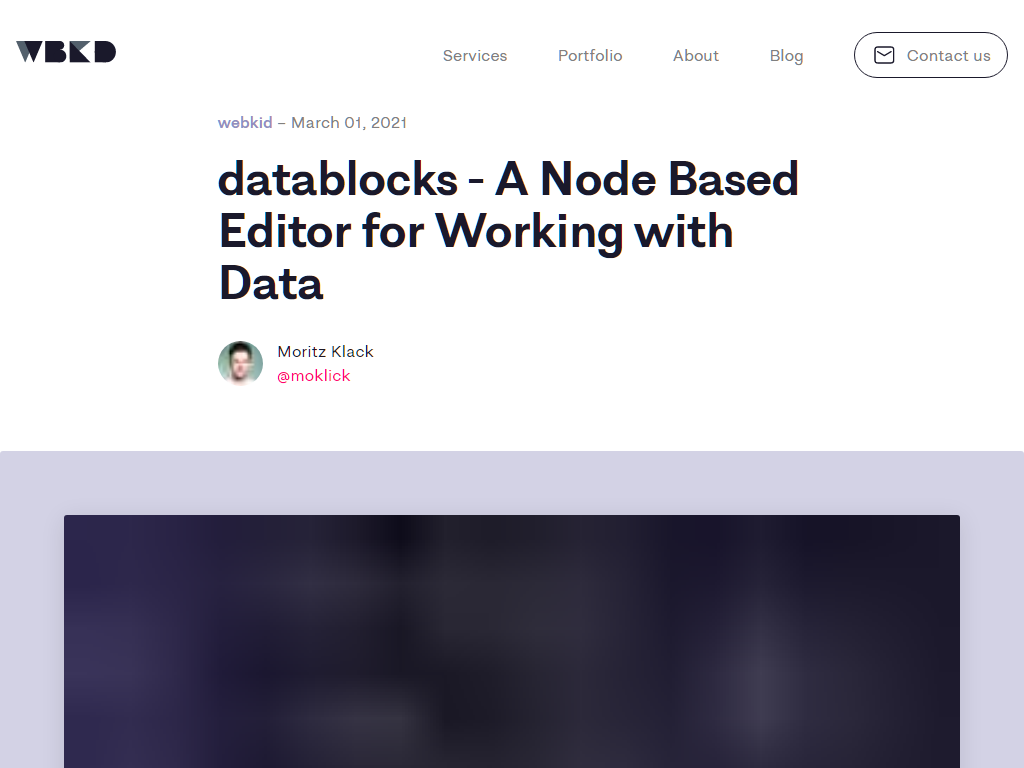 WBKD
Services
Portfolio
About
Blog
Contact us
webkid – March 01, 2021
datablocks - A Node Based
Editor for Working with
Data
Moritz Klack
@moklick